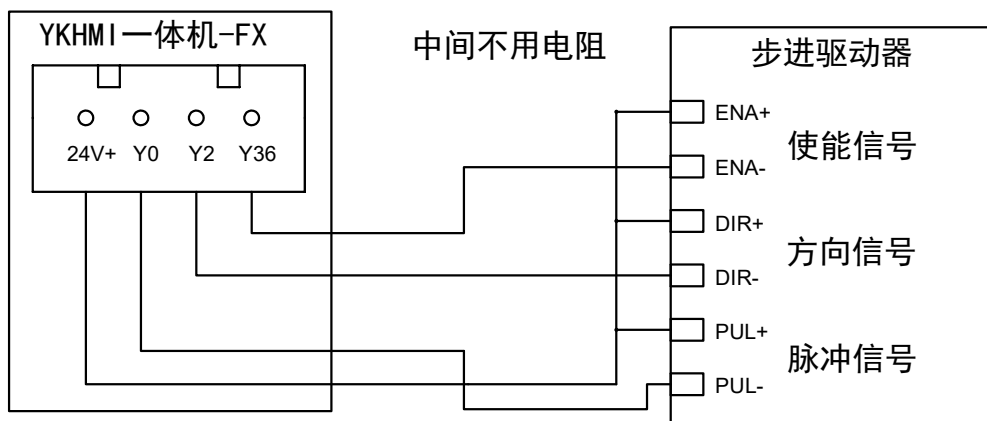 YKHMI一体机-FX
24V+ Y0 Y2 Y36
中间不用电阻
步进驱动器
ENA+
使能信号
ENA-
DIR+
方向信号
DIR-
PUL+
脉冲信号
PUL-